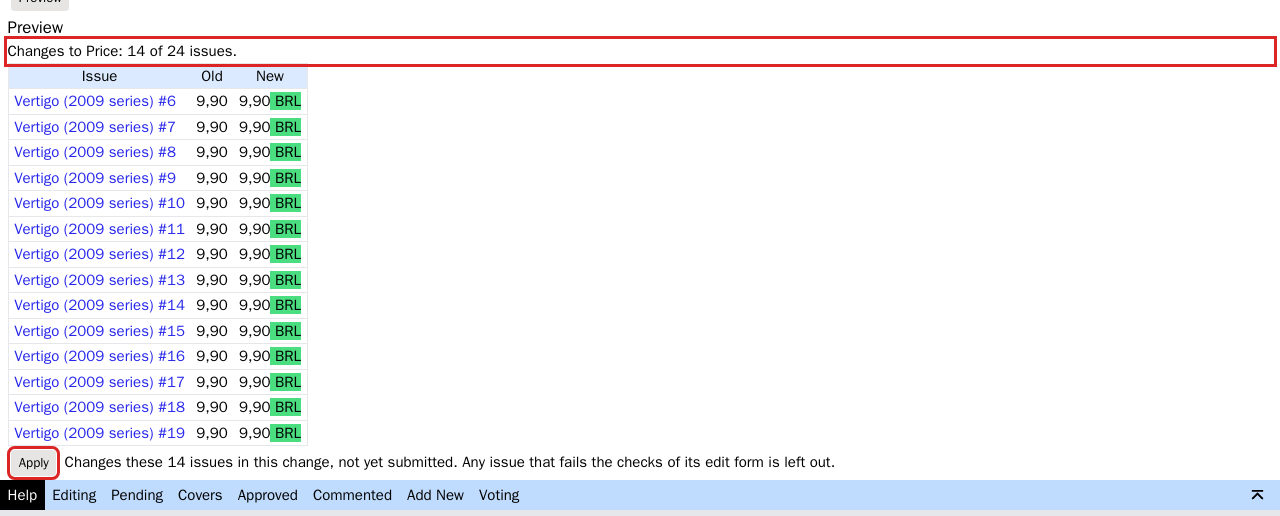 Preview
Changes to Price: 14 of 24 issues.
Issue Old New
Vertigo (2009 series) #6 9,90 9,90 BRL
Vertigo (2009 series) #7 9,90 9,90 BRL
Vertigo (2009 series) #8 9,90 9,90 BRL
Vertigo (2009 series) #9 9,90 9,90 BRL
Vertigo (2009 series) #10 9,90 9,90 BRL
Vertigo (2009 series) #11 9,90 9,90 BRL
Vertigo (2009 series) #12 9,90 9,90 BRL
Vertigo (2009 series) #13 9,90 9,90 BRL
Vertigo (2009 series) #14 9,90 9,90 BRL
Vertigo (2009 series) #15 9,90 9,90 BRL
Vertigo (2009 series) #16 9,90 9,90 BRL
Vertigo (2009 series) #17 9,90 9,90 BRL
Vertigo (2009 series) #18 9,90 9,90 BRL
Vertigo (2009 series) #19 9,90 9,90 BRL
Apply Changes these 14 issues in this change, not yet submitted. Any issue that fails the checks of its edit form is left out.
Help Editing Pending Covers Approved Commented Add New Voting